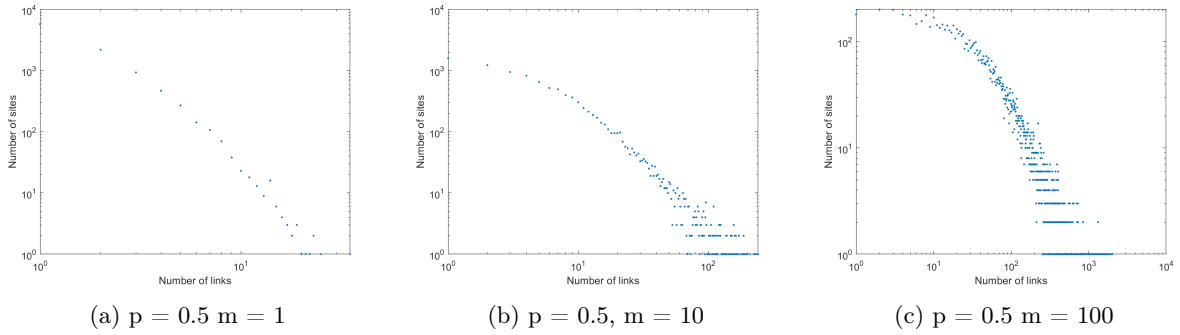 10^4
10^3
10^2
10^1
10^0
Number of sites
10^0
10^1
Number of links
(a) p = 0.5 m = 1
10^4
10^3
10^2
10^1
10^0
Number of sites
10^0
10^1
10^2
Number of links
(b) p = 0.5, m = 10
10^2
10^1
10^0
Number of sites
10^0
10^1
10^2
10^3
10^4
Number of links
(c) p = 0.5 m = 100